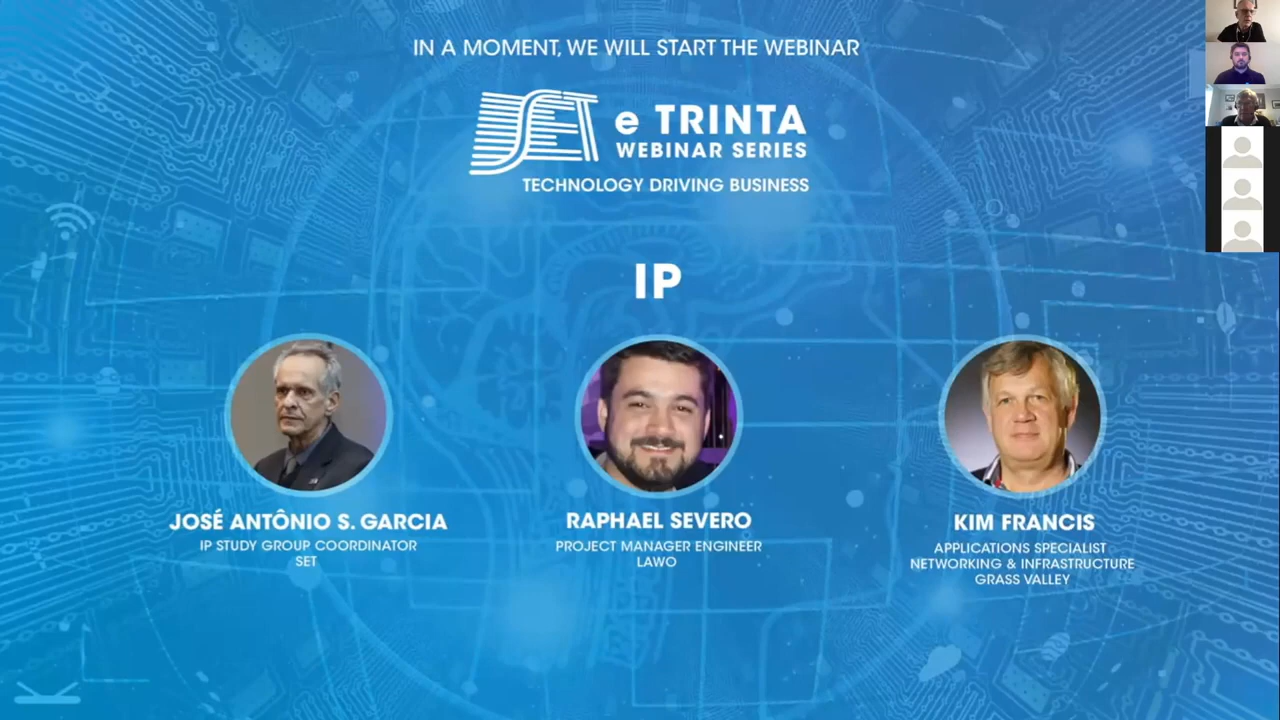 IN A MOMENT, WE WILL START THE WEBINAR
SET e TRINTA
WEBINAR SERIES
TECHNOLOGY DRIVING BUSINESS
IP
JOSÉ ANTÔNIO S. GARCIA
IP STUDY GROUP COORDINATOR
SET
RAPHAEL SEVERO
PROJECT MANAGER ENGINEER
LAWO
KIM FRANCIS
APPLICATIONS SPECIALIST
NETWORKING & INFRASTRUCTURE
GRASS VALLEY